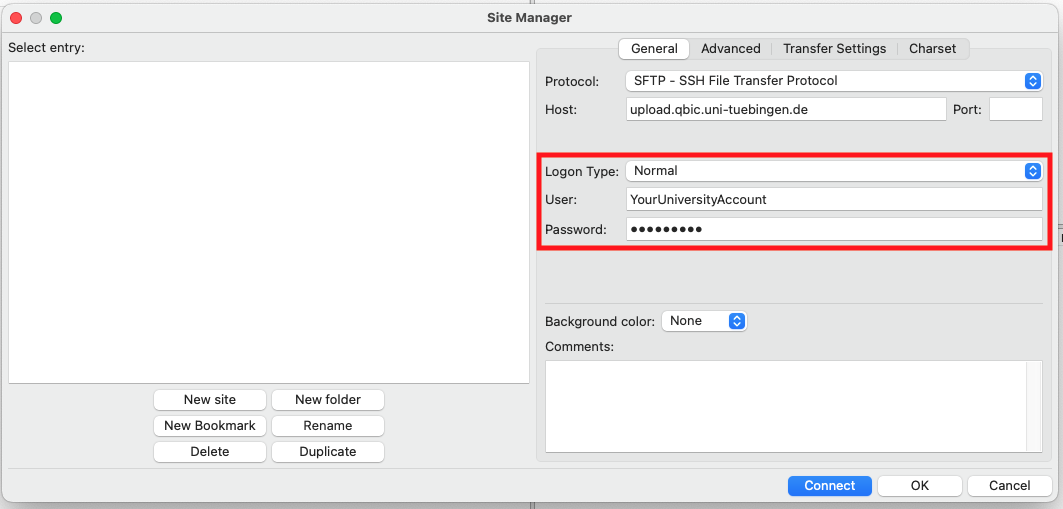 Site Manager
Select entry:
General Advanced Transfer Settings Charset
Protocol: SFTP - SSH File Transfer Protocol
Host: upload.qbic.uni-tuebingen.de Port:
Logon Type: Normal
User: YourUniversityAccount
Password: •••••••••
Background color: None
Comments:
New site New folder
New Bookmark Rename
Delete Duplicate
Connect OK Cancel